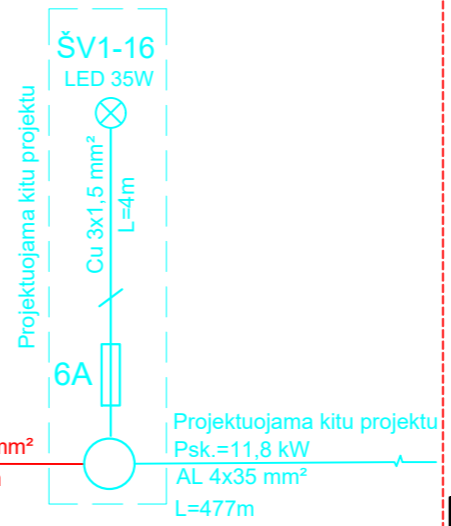 ŠV1-16
LED 35W
Projektuojama kitu projektu
Cu 3x1,5 mm²
L=4m
6A
Projektuojama kitu projektu
Psk.=11,8 kW
AL 4x35 mm²
L=477m
mm²